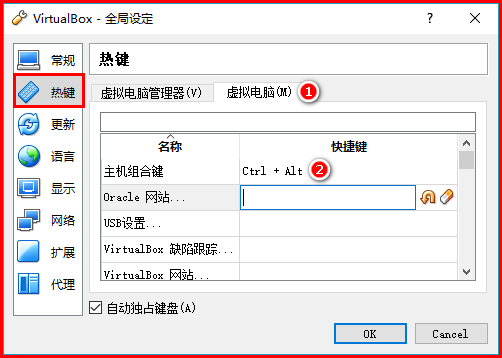 VirtualBox - 全局设定
?
常规
热键
更新
语言
显示
网络
扩展
代理
热键
虚拟电脑管理器(V)
虚拟电脑(M)
1
名称
快捷键
主机组合键
Ctrl + Alt
2
Oracle 网站...
USB设置...
VirtualBox 缺陷跟踪...
VirtualBox 网站...
自动独占键盘(A)
OK
Cancel